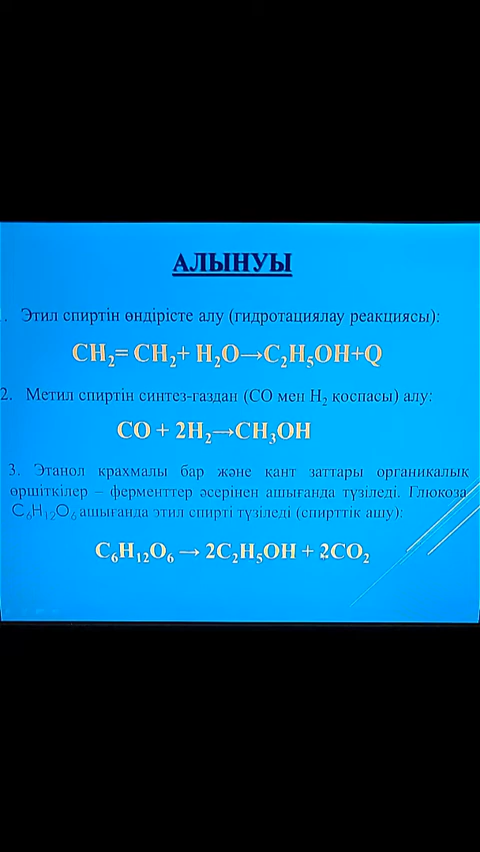 АЛЫНУЫ
1. Этил спиртін өндірісте алу (гидротациялау реакциясы):
CH₂= CH₂+ H₂O→C₂H₅OH+Q
2. Метил спиртін синтез-газдан (СО мен H₂ қоспасы) алу:
CO + 2H₂→CH₃OH
3. Этанол крахмалы бар және қант заттары органикалық
өршіткілер – ферменттер әсерінен ашығанда түзіледі. Глюкоза
C₆H₁₂O₆ ашығанда этил спирті түзіледі (спирттік ашу):
C₆H₁₂O₆ → 2C₂H₅OH + 2CO₂